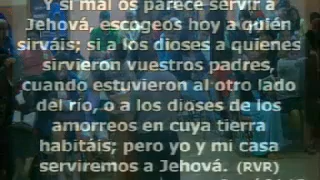 Y si mal os parece servir a
Jehová, escogeos hoy a quién
sirváis; si a los dioses a quienes
sirvieron vuestros padres,
cuando estuvieron al otro lado
del río, o a los dioses de los
amorreos en cuya tierra
habitáis; pero yo y mi casa
serviremos a Jehová. (RVR)